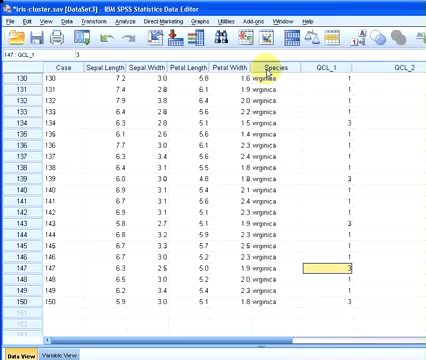 *iris-cluster.sav [DataSet3] - IBM SPSS Statistics Data Editor
File Edit View Data Transform Analyze Direct Marketing Graphs Utilities Add-ons Window Help
147 : QCL_1 3
Case Sepal.Length Sepal.Width Petal.Length Petal.Width Species QCL_1 QCL_2
130 130 7.2 3.0 5.8 1.6 virginica 1
131 131 7.4 2.8 6.1 1.9 virginica 1
132 132 7.9 3.8 6.4 2.0 virginica 1
133 133 6.4 2.8 5.6 2.2 virginica 1
134 134 6.3 2.8 5.1 1.5 virginica 3
135 135 6.1 2.6 5.6 1.4 virginica 1
136 136 7.7 3.0 6.1 2.3 virginica 1
137 137 6.3 3.4 5.6 2.4 virginica 1
138 138 6.4 3.1 5.5 1.8 virginica 1
139 139 6.0 3.0 4.8 1.8 virginica 3
140 140 6.9 3.1 5.4 2.1 virginica 1
141 141 6.7 3.1 5.6 2.4 virginica 1
142 142 6.9 3.1 5.1 2.3 virginica 1
143 143 5.8 2.7 5.1 1.9 virginica 3
144 144 6.8 3.2 5.9 2.3 virginica 1
145 145 6.7 3.3 5.7 2.5 virginica 1
146 146 6.7 3.0 5.2 2.3 virginica 1
147 147 6.3 2.5 5.0 1.9 virginica 3
148 148 6.5 3.0 5.2 2.0 virginica 1
149 149 6.2 3.4 5.4 2.3 virginica 1
150 150 5.9 3.0 5.1 1.8 virginica 3
151
152
153
Data View Variable View